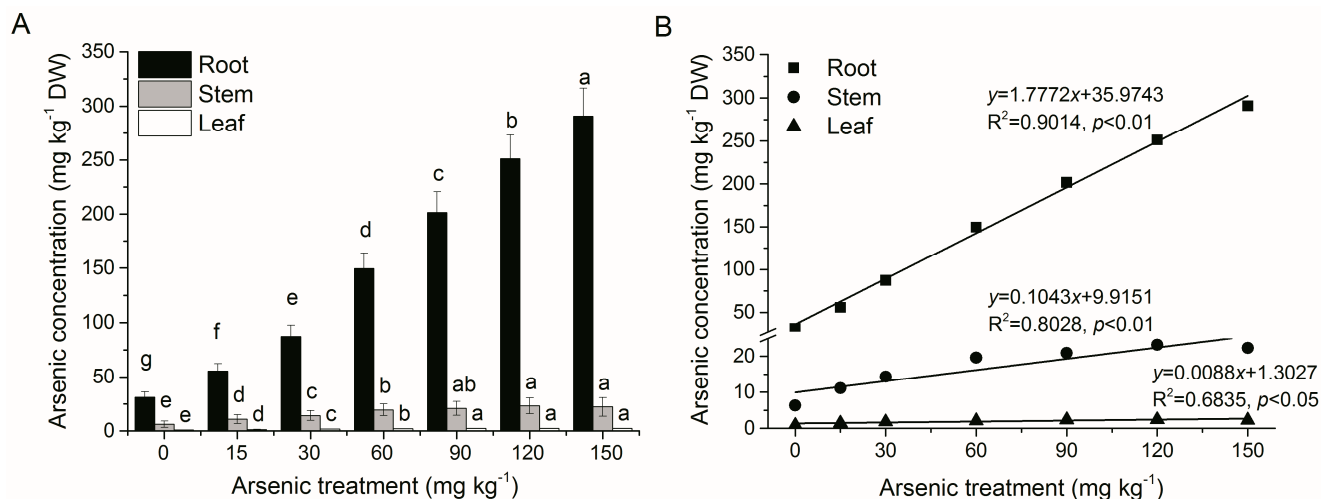 A
Arsenic concentration (mg kg⁻¹ DW)
350
300
250
200
150
100
50
0
Root
Stem
Leaf
g
e
e
f
d
d
e
c
c
d
b
b
c
ab
a
b
a
a
a
a
a
0 15 30 60 90 120 150
Arsenic treatment (mg kg⁻¹)
B
Arsenic concentration (mg kg⁻¹ DW)
350
300
250
200
150
100
50
20
10
0
Root
Stem
Leaf
y=1.7772x+35.9743
R²=0.9014, p<0.01
y=0.1043x+9.9151
R²=0.8028, p<0.01
y=0.0088x+1.3027
R²=0.6835, p<0.05
0 30 60 90 120 150
Arsenic treatment (mg kg⁻¹)